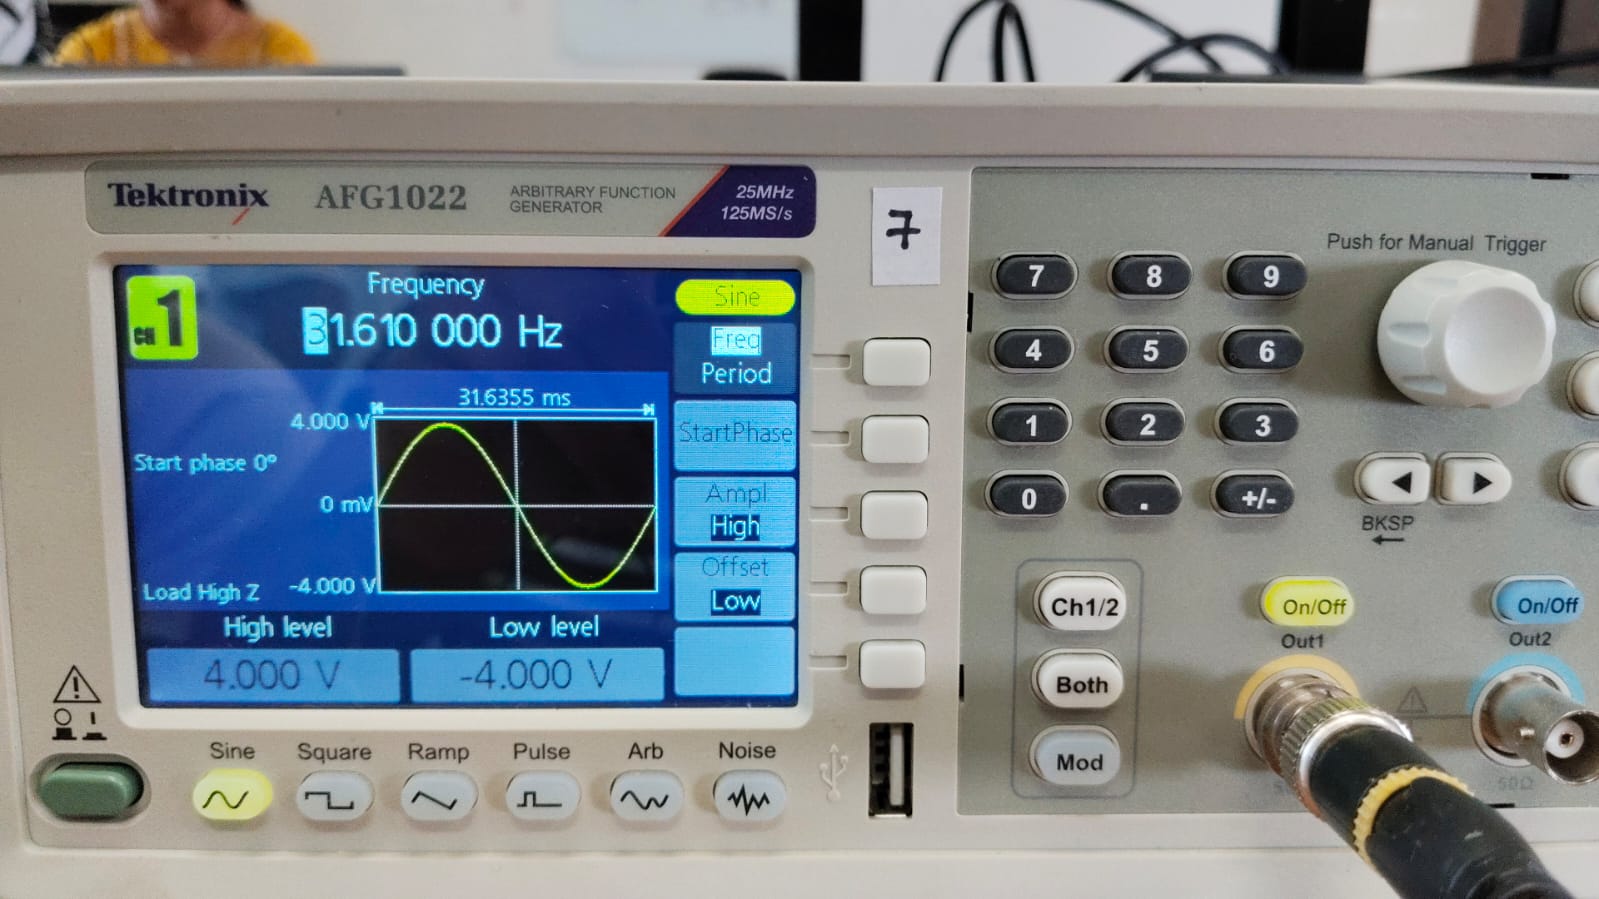 Tektronix AFG1022 ARBITRARY FUNCTION GENERATOR 25MHz 125MS/s
7
CH1
Frequency
31.610 000 Hz
Sine
Freq
Period
StartPhase
Ampl
High
Offset
Low
31.6355 ms
4.000 V
Start phase 0°
0 mV
Load High Z
-4.000 V
High level Low level
4.000 V -4.000 V
Sine Square Ramp Pulse Arb Noise
Push for Manual Trigger
7 8 9
4 5 6
1 2 3
0 . +/-
BKSP
Ch1/2
Both
Mod
On/Off On/Off
Out1 Out2
50Ω